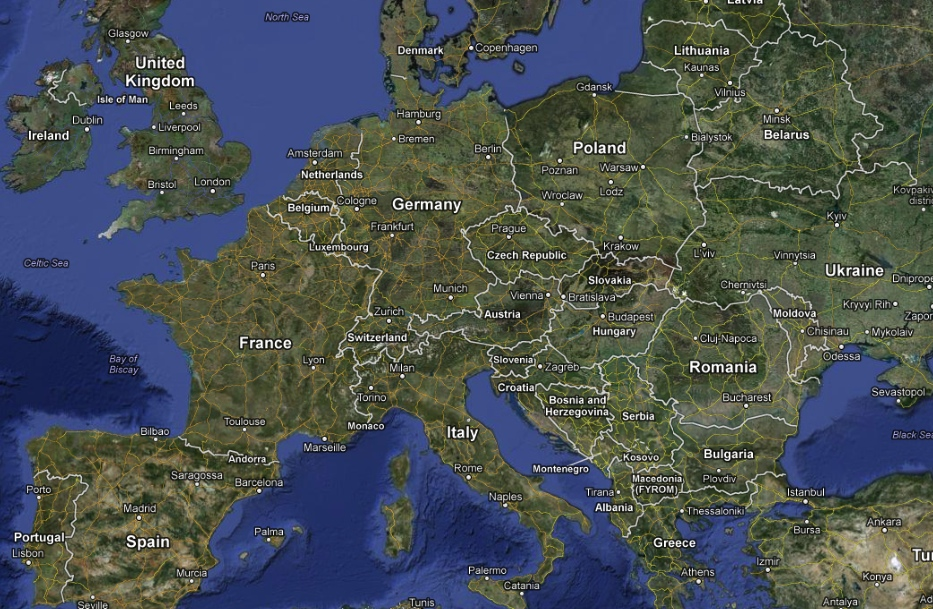 Latvia
North Sea
Glasgow
United
Kingdom
Denmark
Copenhagen
Lithuania
Kaunas
Vilnius
Isle of Man
Leeds
Dublin
Ireland
Liverpool
Hamburg
Gdansk
Minsk
Belarus
Birmingham
Bremen
Berlin
Poland
Bialystok
Amsterdam
Netherlands
Poznan
Warsaw
Bristol
London
Wroclaw
Lodz
Belgium
Cologne
Germany
Kovpakiv
distric
Kyiv
Frankfurt
Prague
Czech Republic
Krakow
L'viv
Vinnytsia
Luxembourg
Celtic Sea
Paris
Ukraine
Slovakia
Dnipropе
Munich
Vienna
Bratislava
Chernivtsi
Kryvyi Rih
Zapor
Austria
Budapest
Hungary
Moldova
Chisinau
Mykolaiv
Zurich
Switzerland
France
Cluj-Napoca
Odessa
Bay of
Biscay
Lyon
Milan
Slovenia
Zagreb
Romania
Croatia
Torino
Bosnia and
Herzegovina
Bucharest
Sevastopol
Serbia
Monaco
Toulouse
Bilbao
Italy
Marseille
Black Sea
Andorra
Kosovo
Bulgaria
Rome
Montenegro
Plovdiv
Saragossa
Barcelona
Macedonia
(FYROM)
Porto
Madrid
Naples
Tirana
Albania
Thessaloniki
Istanbul
Bursa
Ankara
Portugal
Lisbon
Spain
Palma
Greece
Tur
Izmir
Murcia
Palermo
Catania
Athens
Konya
Seville
Tunis
Antalya
Ad